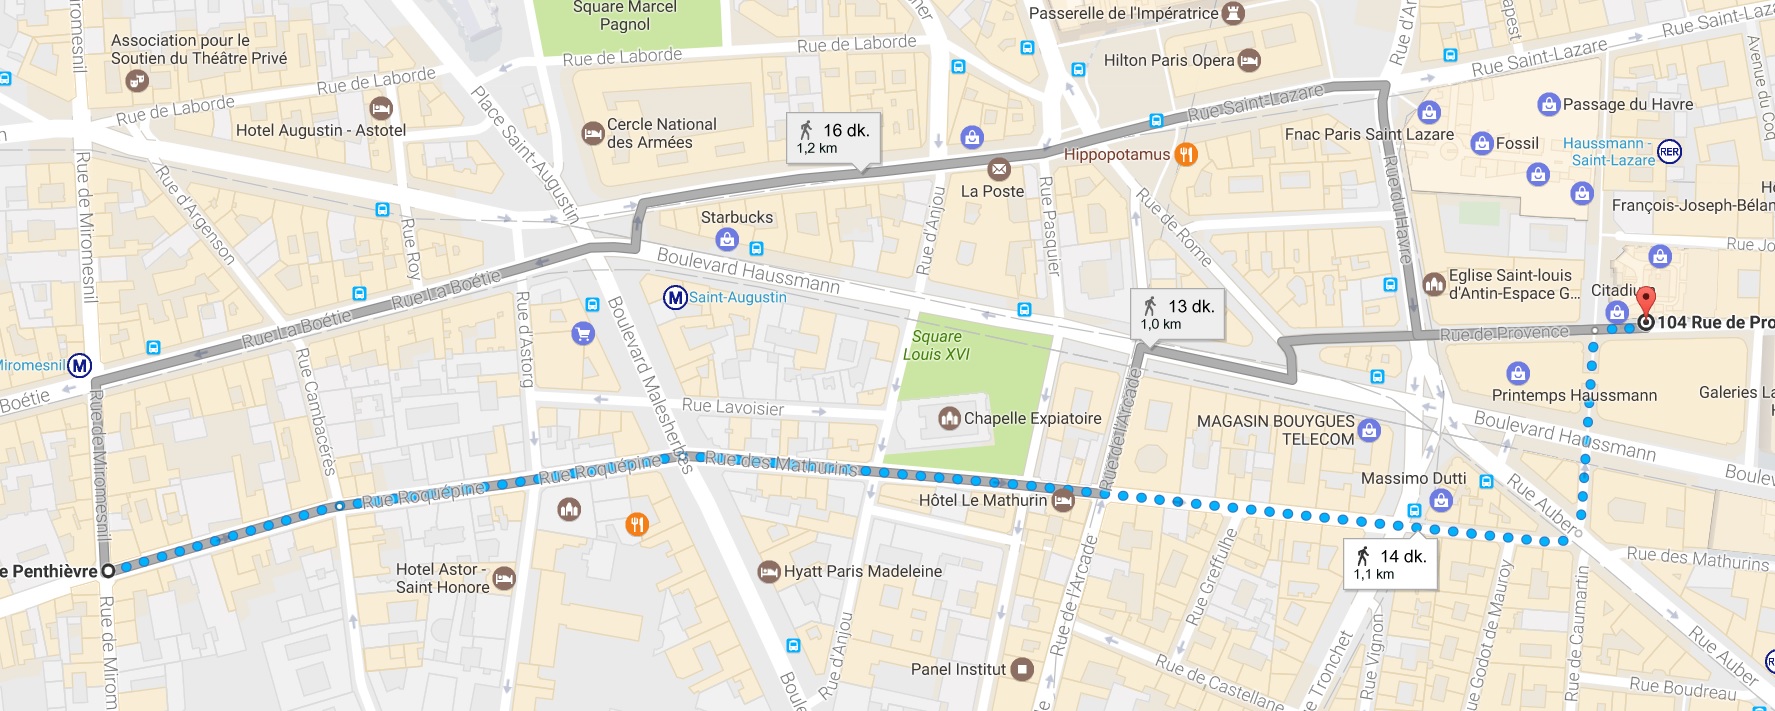 Square Marcel
Pagnol
Passerelle de l'Impératrice
Rue Saint-Lazare
Association pour le
Soutien du Théâtre Privé
Rue de Laborde
Rue de Laborde
Rue de Laborde
Rue de Laborde
Hilton Paris Opera
Rue Saint-Lazare
Rue Saint-Lazare
Place Saint-Augustin
Hotel Augustin - Astotel
Cercle National
des Armées
16 dk.
1,2 km
Passage du Havre
Fnac Paris Saint Lazare
Fossil
Haussmann -
Saint-Lazare
RER
Hippopotamus
La Poste
Rue de Miromesnil
Rue d'Argenson
Rue Roy
Starbucks
Rue d'Anjou
Rue Pasquier
Rue de Rome
Rue du Havre
François-Joseph-Bélan
Boulevard Haussmann
Rue La Boétie
Rue La Boétie
M
Saint-Augustin
Eglise Saint-louis
d'Antin-Espace G...
Citadiu
13 dk.
1,0 km
104 Rue de Pro
Rue de Provence
Square
Louis XVI
Miromesnil
M
Boétie
Rue d'Astorg
Boulevard Malesherbes
Rue Cambacérès
Rue Lavoisier
Chapelle Expiatoire
Rue de l'Arcade
Printemps Haussmann
Galeries La
MAGASIN BOUYGUES
TELECOM
Boulevard Haussmann
Boulev
Rue de Miromesnil
Rue Roquépine
Rue Roquépine
Rue des Mathurins
Hôtel Le Mathurin
Massimo Dutti
Rue Auber
14 dk.
1,1 km
Rue des Mathurins
e Penthièvre
Hotel Astor -
Saint Honore
Hyatt Paris Madeleine
Rue d'Anjou
Rue de l'Arcade
Rue Greffulhe
Rue de Mirom
Panel Institut
Rue de Castellane
Tronchet
Rue Vignon
ue Godot de Mauroy
Rue de Caumartin
Rue Auber
Rue Boudreau
Boule